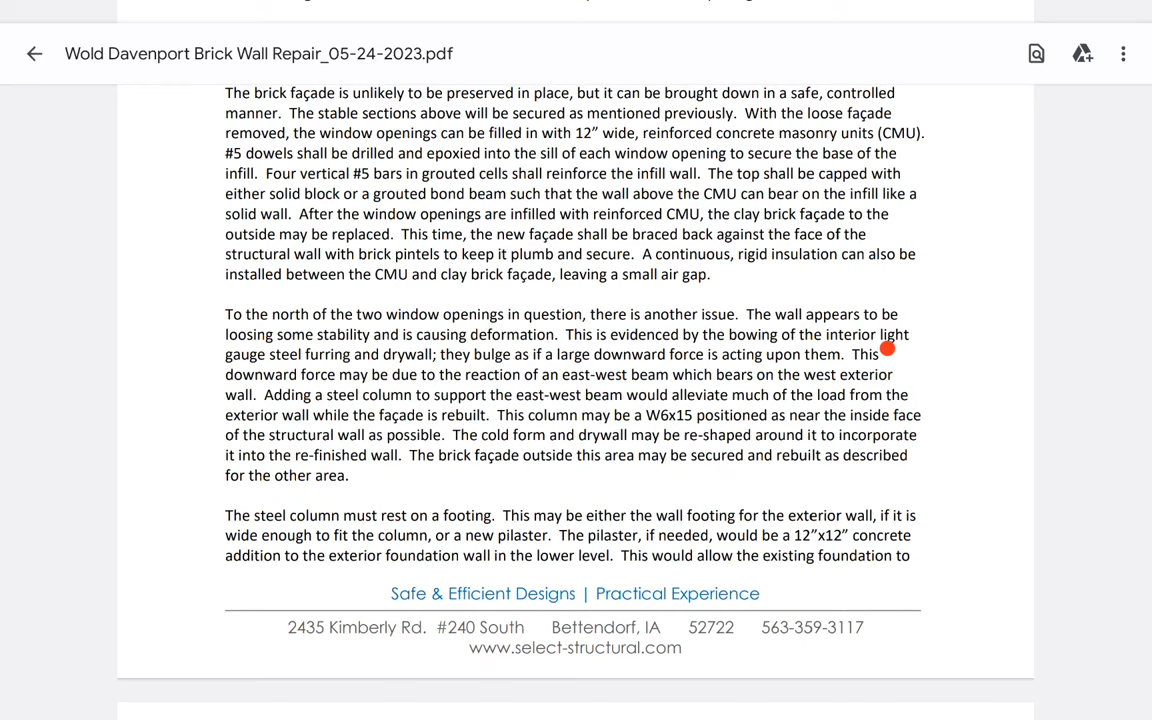 Wold Davenport Brick Wall Repair_05-24-2023.pdf
The brick façade is unlikely to be preserved in place, but it can be brought down in a safe, controlled
manner.  The stable sections above will be secured as mentioned previously.  With the loose façade
removed, the window openings can be filled in with 12” wide, reinforced concrete masonry units (CMU).
#5 dowels shall be drilled and epoxied into the sill of each window opening to secure the base of the
infill.  Four vertical #5 bars in grouted cells shall reinforce the infill wall.  The top shall be capped with
either solid block or a grouted bond beam such that the wall above the CMU can bear on the infill like a
solid wall.  After the window openings are infilled with reinforced CMU, the clay brick façade to the
outside may be replaced.  This time, the new façade shall be braced back against the face of the
structural wall with brick pintels to keep it plumb and secure.  A continuous, rigid insulation can also be
installed between the CMU and clay brick façade, leaving a small air gap.
To the north of the two window openings in question, there is another issue.  The wall appears to be
loosing some stability and is causing deformation.  This is evidenced by the bowing of the interior light
gauge steel furring and drywall; they bulge as if a large downward force is acting upon them.  This
downward force may be due to the reaction of an east-west beam which bears on the west exterior
wall.  Adding a steel column to support the east-west beam would alleviate much of the load from the
exterior wall while the façade is rebuilt.  This column may be a W6x15 positioned as near the inside face
of the structural wall as possible.  The cold form and drywall may be re-shaped around it to incorporate
it into the re-finished wall.  The brick façade outside this area may be secured and rebuilt as described
for the other area.
The steel column must rest on a footing.  This may be either the wall footing for the exterior wall, if it is
wide enough to fit the column, or a new pilaster.  The pilaster, if needed, would be a 12”x12” concrete
addition to the exterior foundation wall in the lower level.  This would allow the existing foundation to
Safe & Efficient Designs | Practical Experience
2435 Kimberly Rd.  #240 South     Bettendorf, IA     52722     563-359-3117
www.select-structural.com